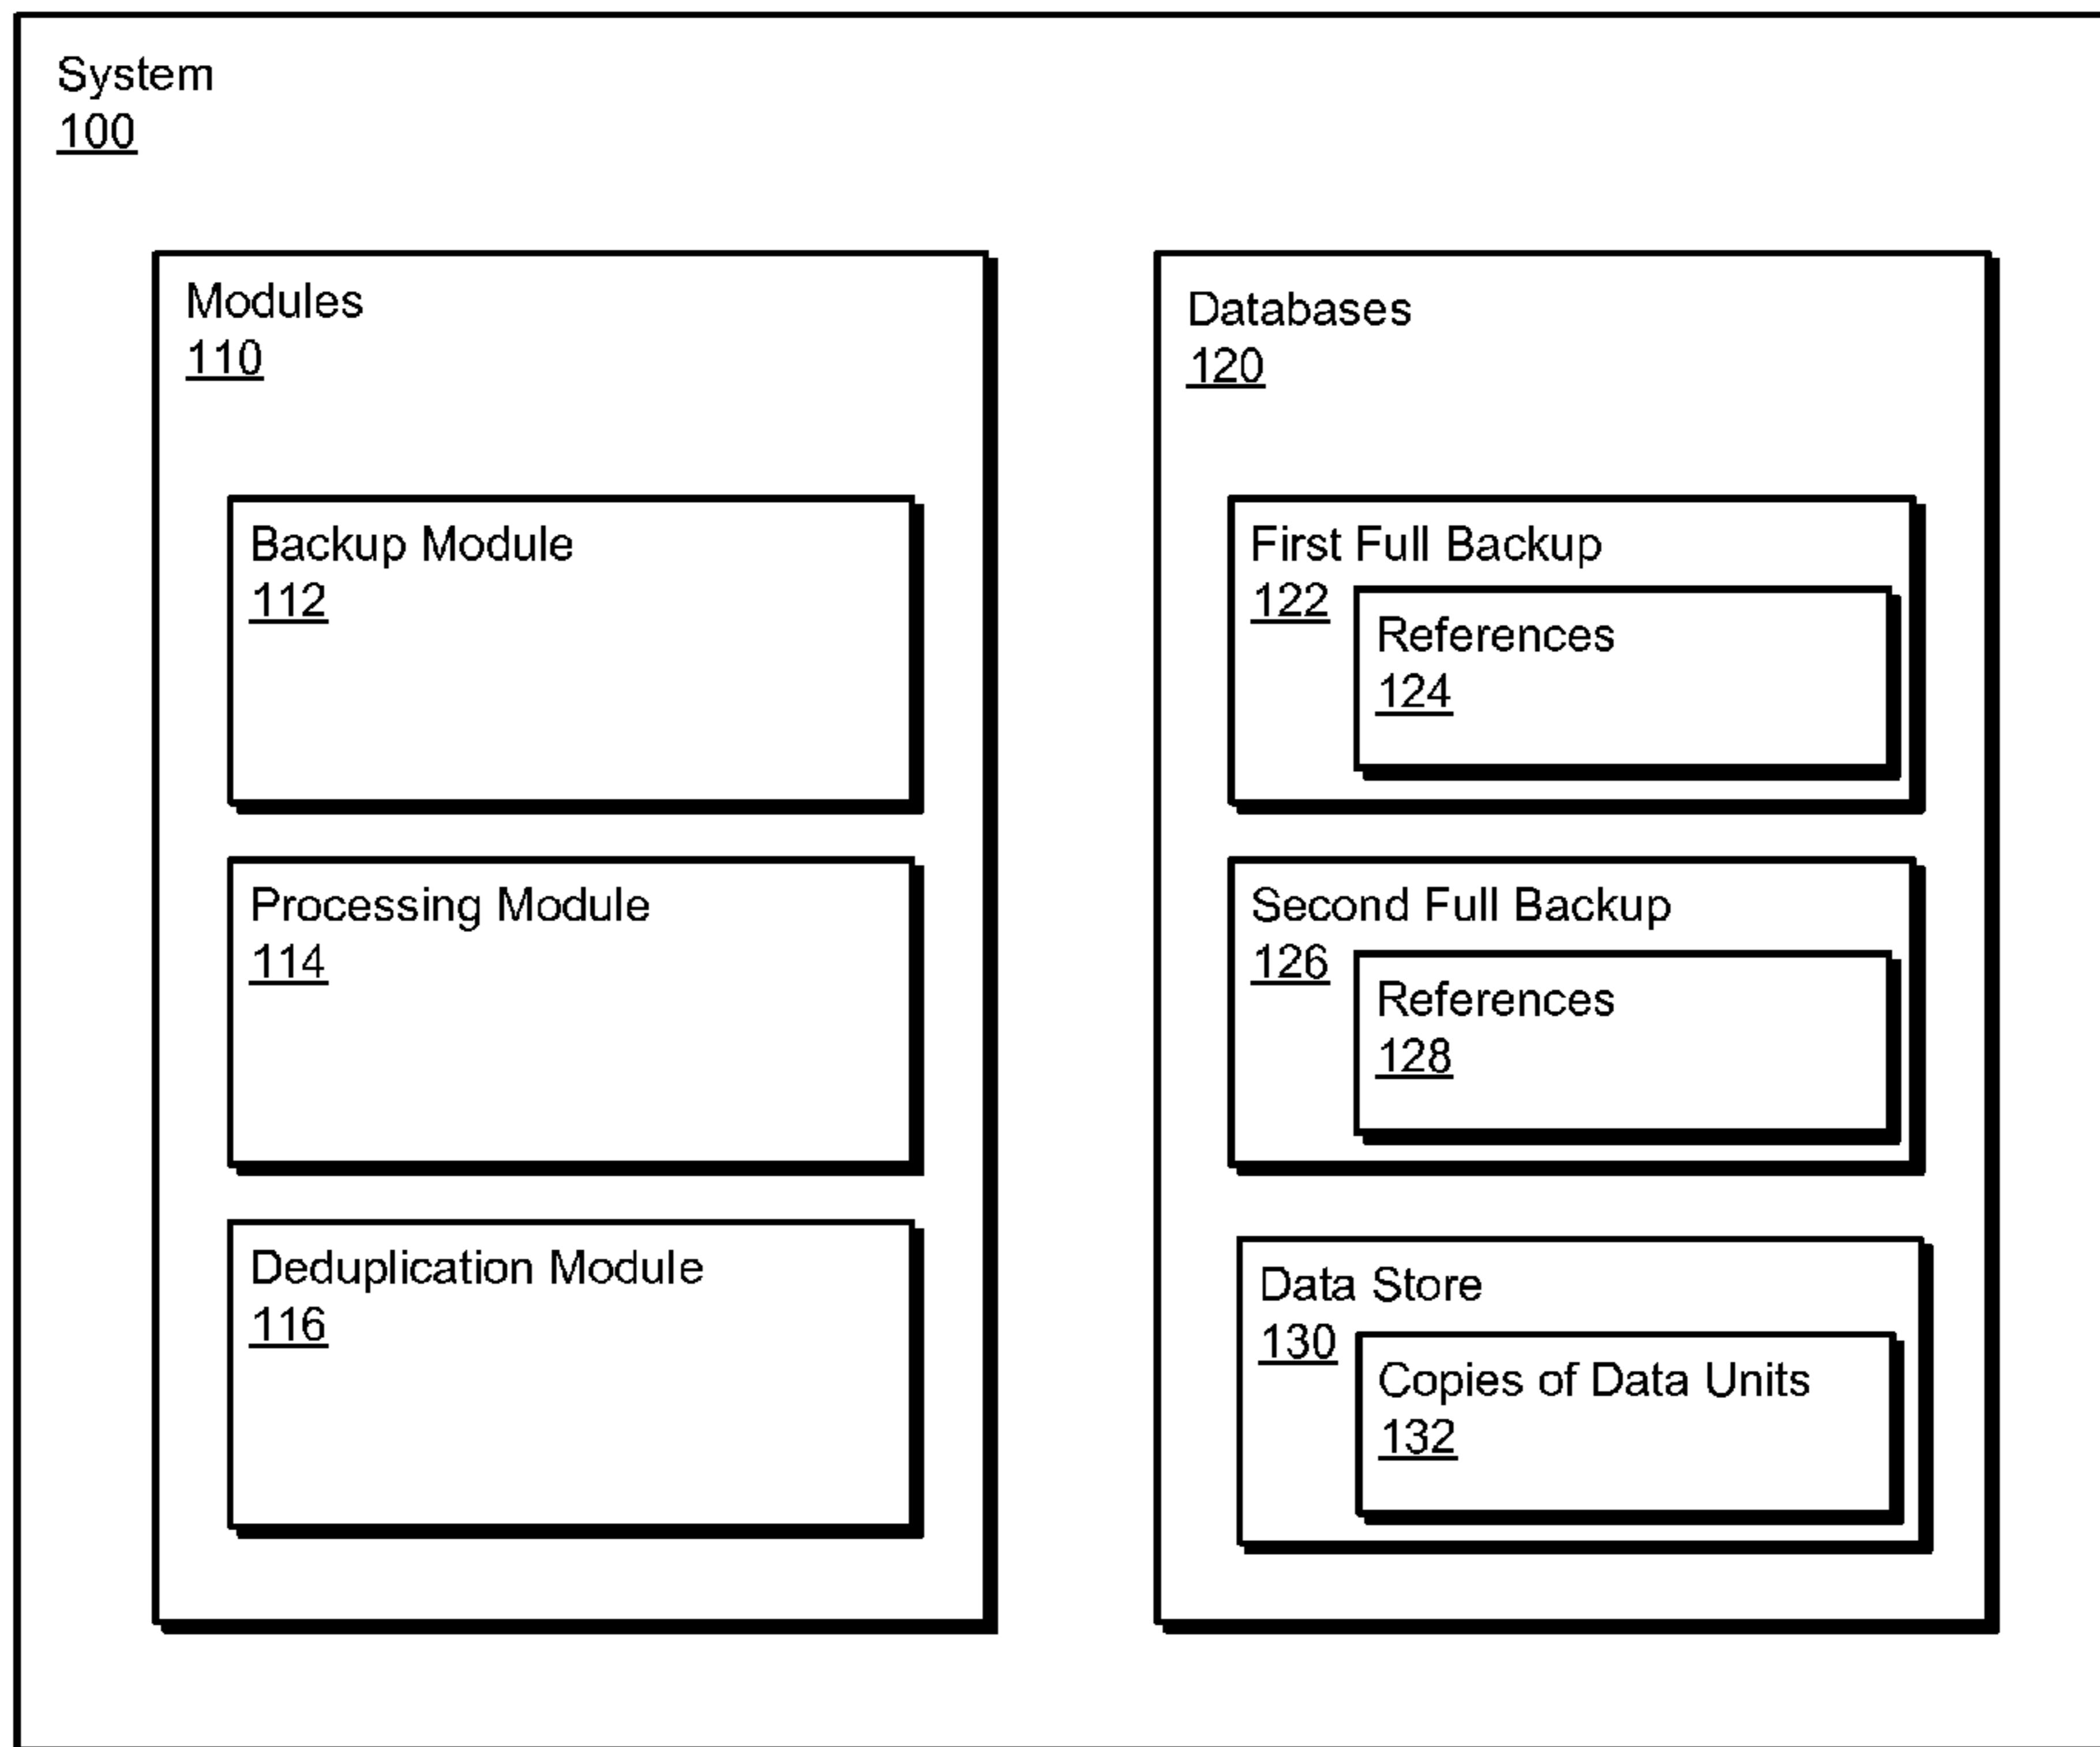 System
100
Modules
110
Backup Module
112
Processing Module
114
Deduplication Module
116
Databases
120
First Full Backup
122
References
124
Second Full Backup
126
References
128
Data Store
130
Copies of Data Units
132